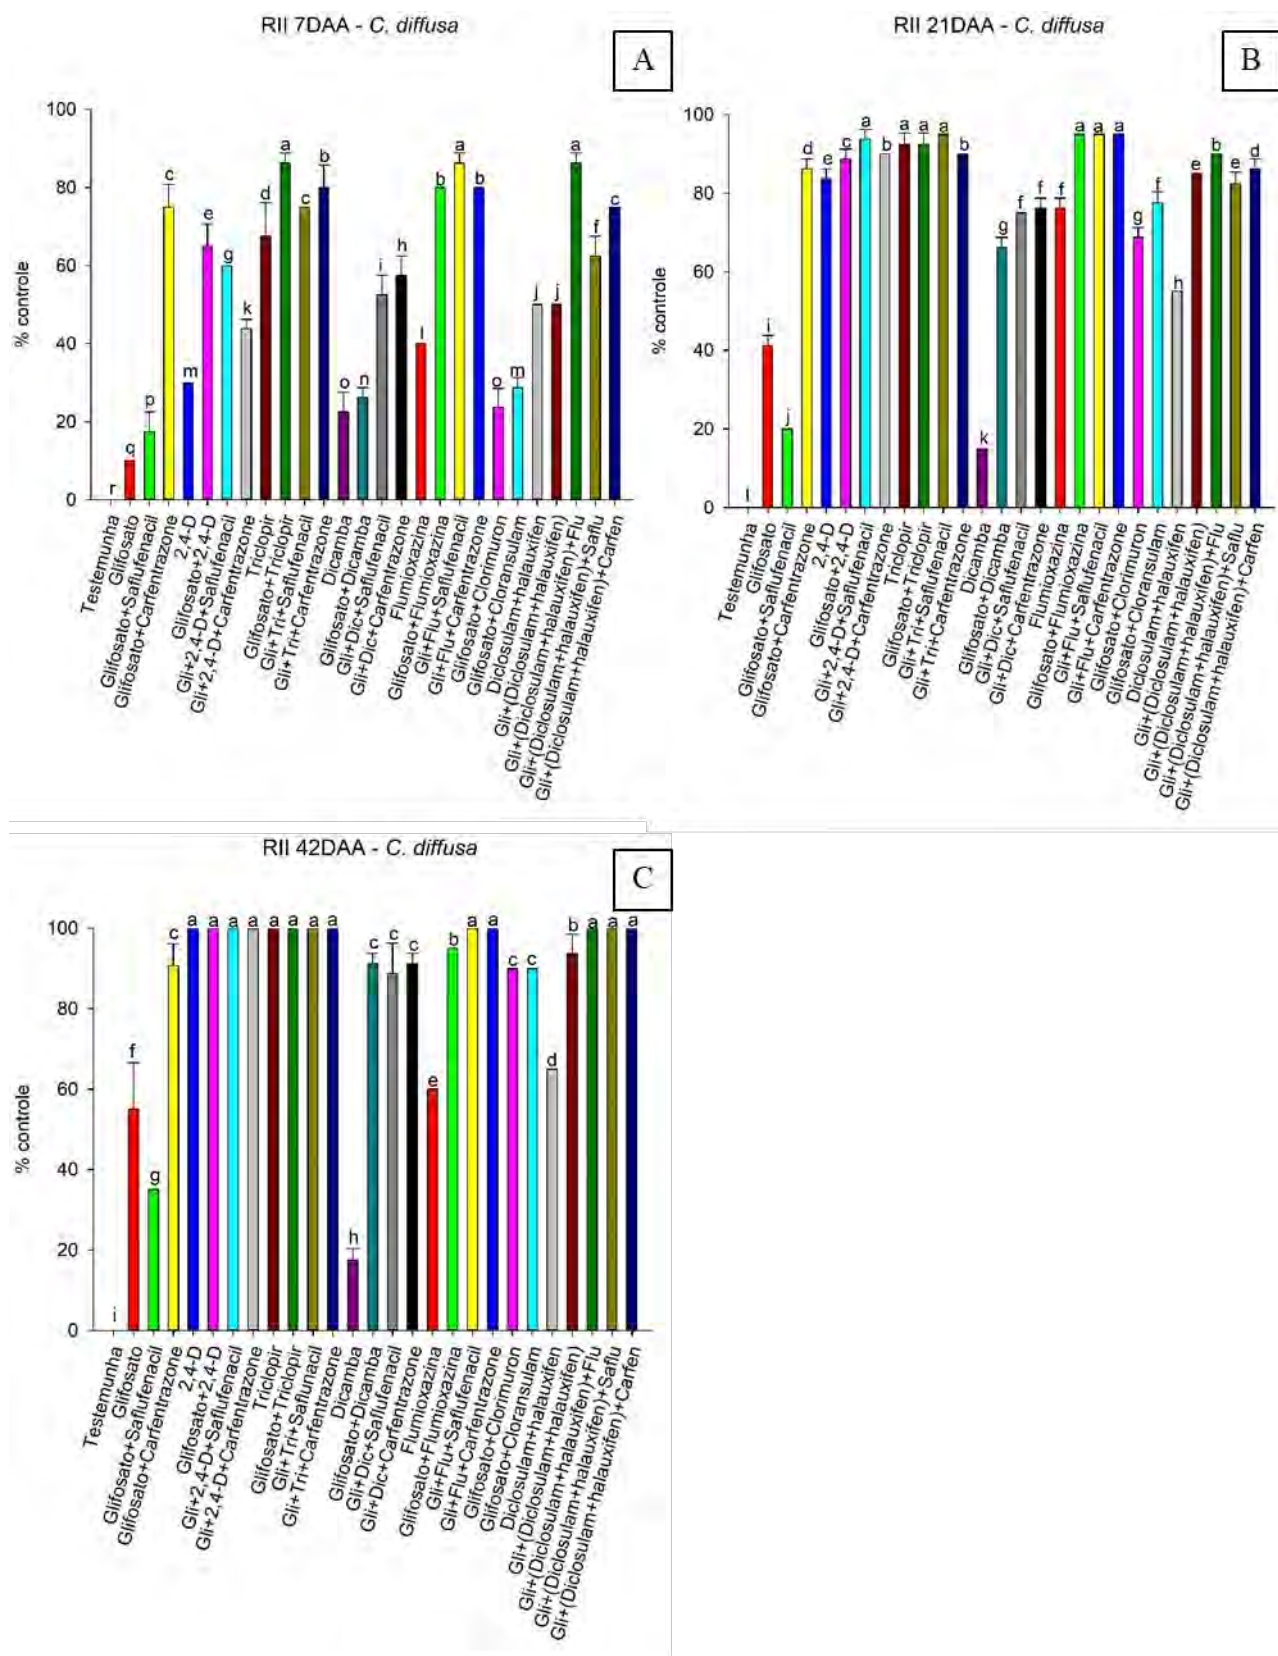 RII 7DAA - C. diffusa
A
% controle
100
80
60
40
20
0
r
q
p
c
m
e
g
k
d
a
c
b
o
n
i
h
l
b
a
b
o
m
j
j
f
c
Testemunha
Glifosato
Glifosato+Saflufenacil
Glifosato+Carfentrazone
2,4-D
Glifosato+2,4-D
Gli+2,4-D+Saflufenacil
Gli+2,4-D+Carfentrazone
Triclopir
Glifosato+Triclopir
Gli+Tri+Saflufenacil
Gli+Tri+Carfentrazone
Dicamba
Glifosato+Dicamba
Gli+Dic+Saflufenacil
Gli+Dic+Carfentrazone
Flumioxazina
Glifosato+Flumioxazina
Gli+Flu+Saflufenacil
Gli+Flu+Carfentrazone
Glifosato+Clorimuron
Glifosato+Cloransulam
Diclosulam+halauxifen
Gli+(Diclosulam+halauxifen)
Gli+(Diclosulam+halauxifen)+Flu
Gli+(Diclosulam+halauxifen)+Saflu
Gli+(Diclosulam+halauxifen)+Carfen
RII 21DAA - C. diffusa
B
% controle
100
80
60
40
20
0
l
i
j
d
e
c
a
b
a
a
a
b
k
g
f
f
f
a
a
a
g
f
h
e
b
e
d
Testemunha
Glifosato
Glifosato+Saflufenacil
Glifosato+Carfentrazone
2,4-D
Glifosato+2,4-D
Gli+2,4-D+Saflufenacil
Gli+2,4-D+Carfentrazone
Triclopir
Glifosato+Triclopir
Gli+Tri+Saflufenacil
Gli+Tri+Carfentrazone
Dicamba
Glifosato+Dicamba
Gli+Dic+Saflufenacil
Gli+Dic+Carfentrazone
Flumioxazina
Glifosato+Flumioxazina
Gli+Flu+Saflufenacil
Gli+Flu+Carfentrazone
Glifosato+Clorimuron
Glifosato+Cloransulam
Diclosulam+halauxifen
Gli+(Diclosulam+halauxifen)
Gli+(Diclosulam+halauxifen)+Flu
Gli+(Diclosulam+halauxifen)+Saflu
Gli+(Diclosulam+halauxifen)+Carfen
RII 42DAA - C. diffusa
C
% controle
100
80
60
40
20
0
i
f
g
c
a
a
a
a
a
a
a
a
h
c
c
c
e
b
a
a
c
c
d
b
a
a
a
Testemunha
Glifosato
Glifosato+Saflufenacil
Glifosato+Carfentrazone
2,4-D
Glifosato+2,4-D
Gli+2,4-D+Saflufenacil
Gli+2,4-D+Carfentrazone
Triclopir
Glifosato+Triclopir
Gli+Tri+Saflunacil
Gli+Tri+Carfentrazone
Dicamba
Glifosato+Dicamba
Gli+Dic+Saflufenacil
Gli+Dic+Carfentrazone
Flumioxazina
Glifosato+Flumioxazina
Gli+Flu+Saflufenacil
Gli+Flu+Carfentrazone
Glifosato+Clorimuron
Glifosato+Cloransulam
Diclosulam+halauxifen
Gli+(Diclosulam+halauxifen)
Gli+(Diclosulam+halauxifen)+Flu
Gli+(Diclosulam+halauxifen)+Saflu
Gli+(Diclosulam+halauxifen)+Carfen